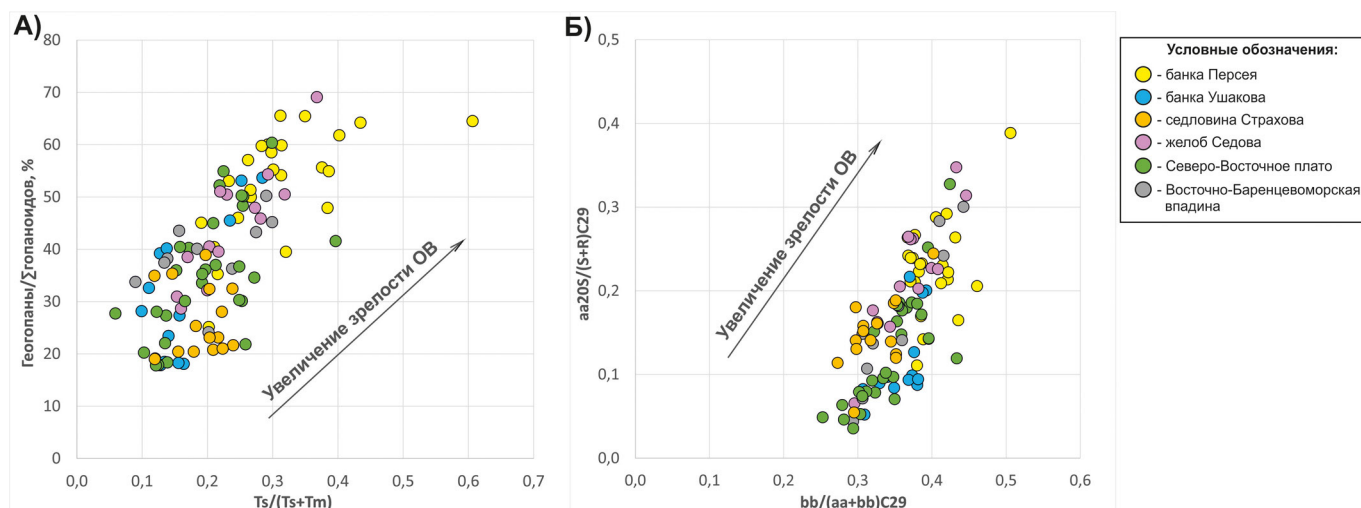 А)
80
70
60
50
40
30
20
10
0
Геогопаны/Σгопаноидов, %
0,0 0,1 0,2 0,3 0,4 0,5 0,6 0,7
Ts/(Ts+Tm)
Увеличение зрелости ОВ
Б)
0,5
0,4
0,3
0,2
0,1
0,0
aa20S/(S+R)C29
0,0 0,1 0,2 0,3 0,4 0,5 0,6
bb/(aa+bb)C29
Увеличение зрелости ОВ
Условные обозначения:
- банка Персея
- банка Ушакова
- седловина Страхова
- желоб Седова
- Северо-Восточное плато
- Восточно-Баренцевоморская
впадина